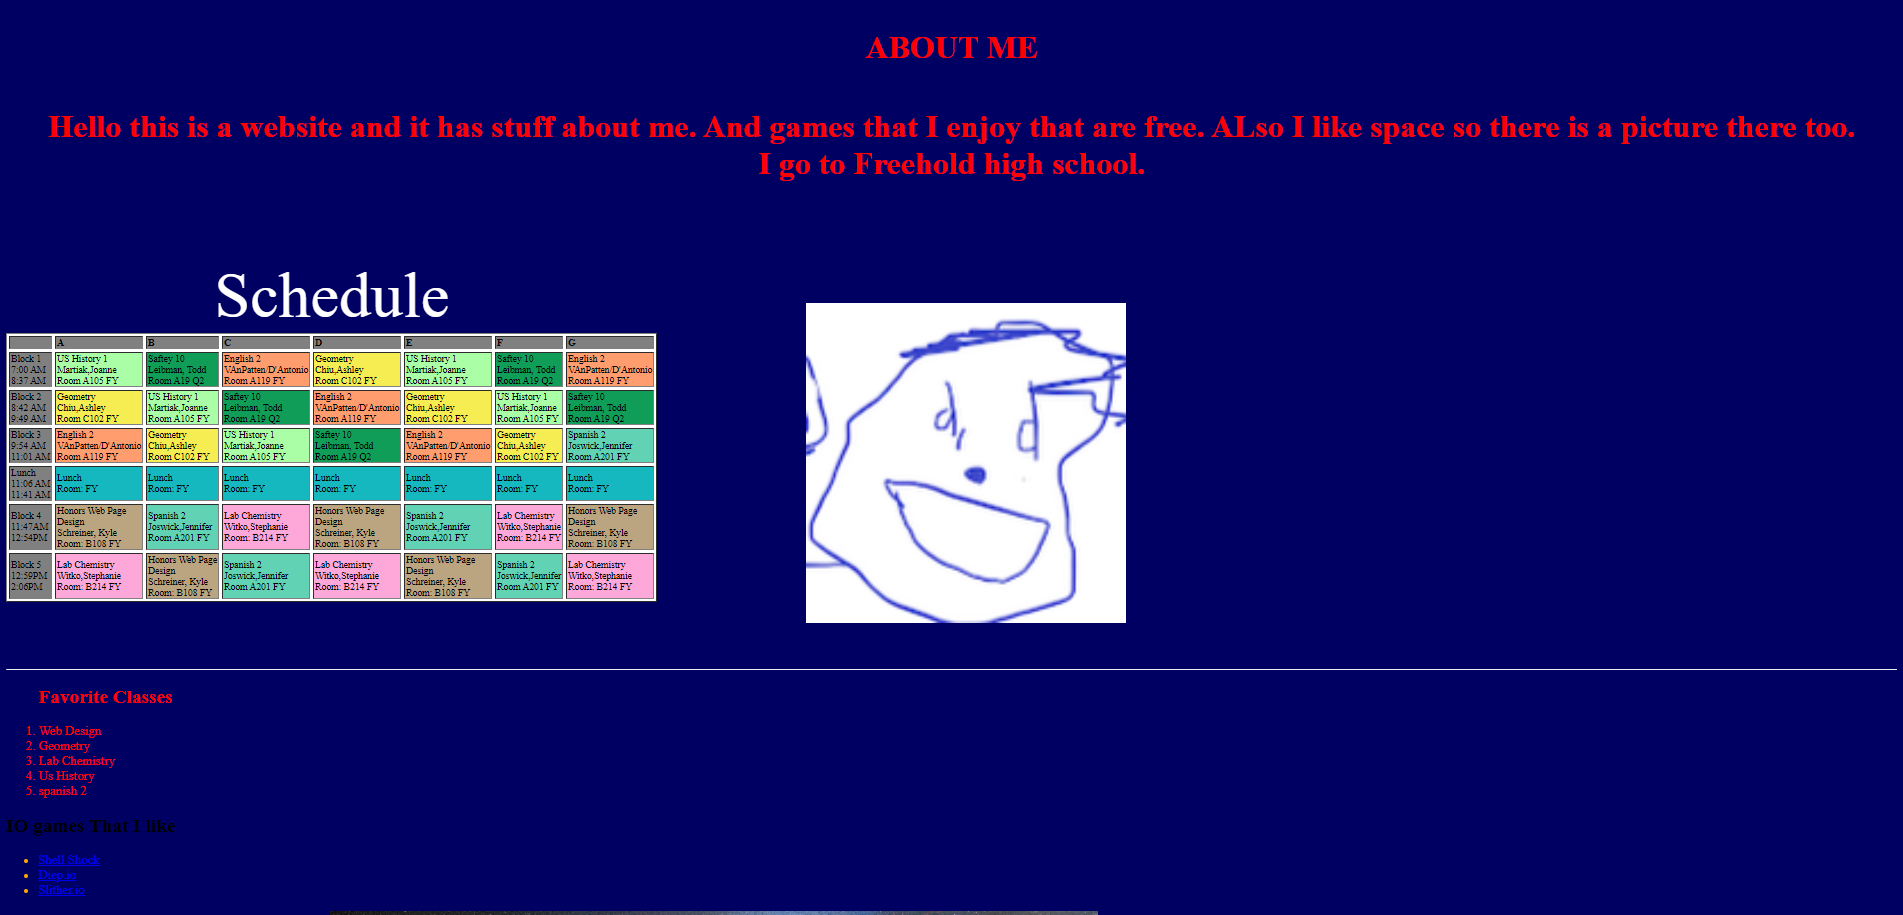 ABOUT ME
Hello this is a website and it has stuff about me. And games that I enjoy that are free. ALso I like space so there is a picture there too.
I go to Freehold high school.
Schedule
A B C D E F G
Block 1 US History 1 Saftey 10 English 2 Geometry US History 1 Saftey 10 English 2
7:00 AM Martiak,Joanne Leibman, Todd VAnPatten/D'Antonio Chiu,Ashley Martiak,Joanne Leibman, Todd VAnPatten/D'Antonio
8:37 AM Room A105 FY Room A19 Q2 Room A119 FY Room C102 FY Room A105 FY Room A19 Q2 Room A119 FY
Block 2 Geometry US History 1 Saftey 10 English 2 Geometry US History 1 Saftey 10
8:42 AM Chiu,Ashley Martiak,Joanne Leibman, Todd VAnPatten/D'Antonio Chiu,Ashley Martiak,Joanne Leibman, Todd
9:49 AM Room C102 FY Room A105 FY Room A19 Q2 Room A119 FY Room C102 FY Room A105 FY Room A19 Q2
Block 3 English 2 Geometry US History 1 Saftey 10 English 2 Geometry Spanish 2
9:54 AM VAnPatten/D'Antonio Chiu,Ashley Martiak,Joanne Leibman, Todd VAnPatten/D'Antonio Chiu,Ashley Joswick,Jennifer
11:01 AM Room A119 FY Room C102 FY Room A105 FY Room A19 Q2 Room A119 FY Room C102 FY Room A201 FY
Lunch
11:06 AM Lunch Lunch Lunch Lunch Lunch Lunch Lunch
11:41 AM Room: FY Room: FY Room: FY Room: FY Room: FY Room: FY Room: FY
Honors Web Page Honors Web Page Honors Web Page
Block 4 Design Spanish 2 Lab Chemistry Design Spanish 2 Lab Chemistry Design
11:47AM Schreiner, Kyle Joswick,Jennifer Witko,Stephanie Schreiner, Kyle Joswick,Jennifer Witko,Stephanie Schreiner, Kyle
12:54PM Room: B108 FY Room A201 FY Room: B214 FY Room: B108 FY Room A201 FY Room: B214 FY Room: B108 FY
Honors Web Page Honors Web Page
Block 5 Lab Chemistry Design Spanish 2 Lab Chemistry Design Spanish 2 Lab Chemistry
12:59PM Witko,Stephanie Schreiner, Kyle Joswick,Jennifer Witko,Stephanie Schreiner, Kyle Joswick,Jennifer Witko,Stephanie
2:06PM Room: B214 FY Room: B108 FY Room A201 FY Room: B214 FY Room: B108 FY Room A201 FY Room: B214 FY
Favorite Classes
1. Web Design
2. Geometry
3. Lab Chemistry
4. Us History
5. spanish 2
IO games That I like
Shell Shock
Deep.io
Slither.io